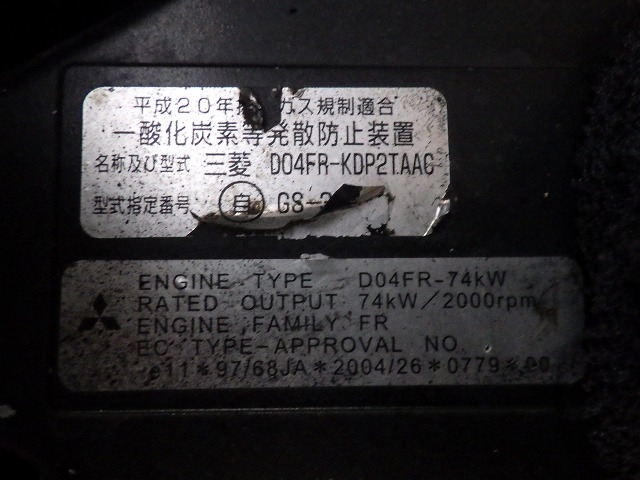 平成20年 ガス規制適合
一酸化炭素等発散防止装置
名称及び型式 三菱 D04FR-KDP2TAAG
型式指定番号 自 G8-
ENGINE TYPE D04FR-74kW
RATED OUTPUT 74kW/2000rpm
ENGINE FAMILY FR
EC TYPE-APPROVAL NO.
e11*97/68JA*2004/26*0779*00